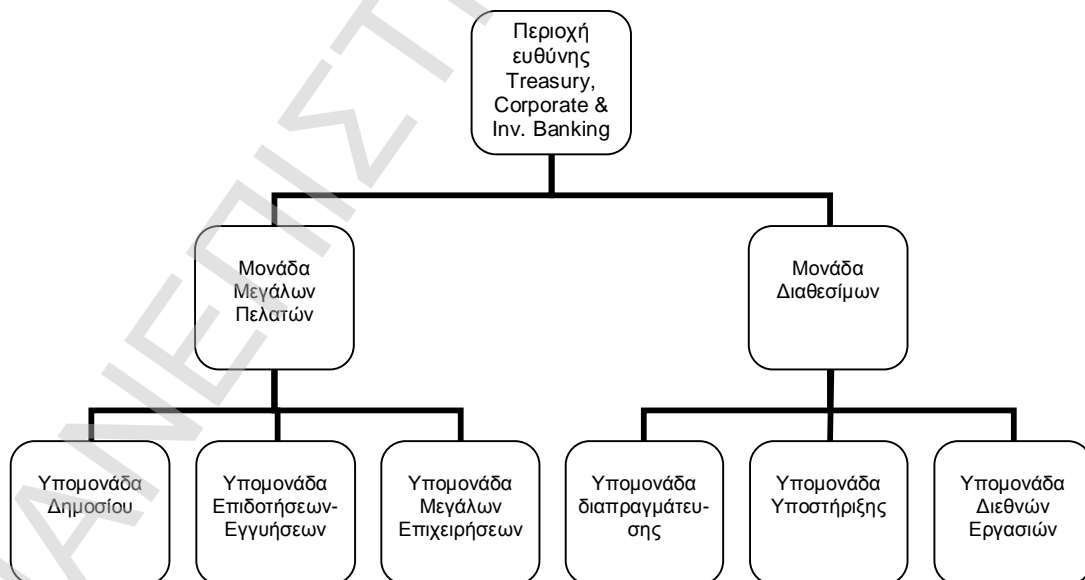 Περιοχή
ευθύνης
Treasury,
Corporate &
Inv. Banking
Μονάδα
Μεγάλων
Πελατών
Μονάδα
Διαθεσίμων
Υπομονάδα
Δημοσίου
Υπομονάδα
Επιδοτήσεων-
Εγγυήσεων
Υπομονάδα
Μεγάλων
Επιχειρήσεων
Υπομονάδα
διαπραγμάτευ-
σης
Υπομονάδα
Υποστήριξης
Υπομονάδα
Διεθνών
Εργασιών
ΑΝΕΠΙΣΤ